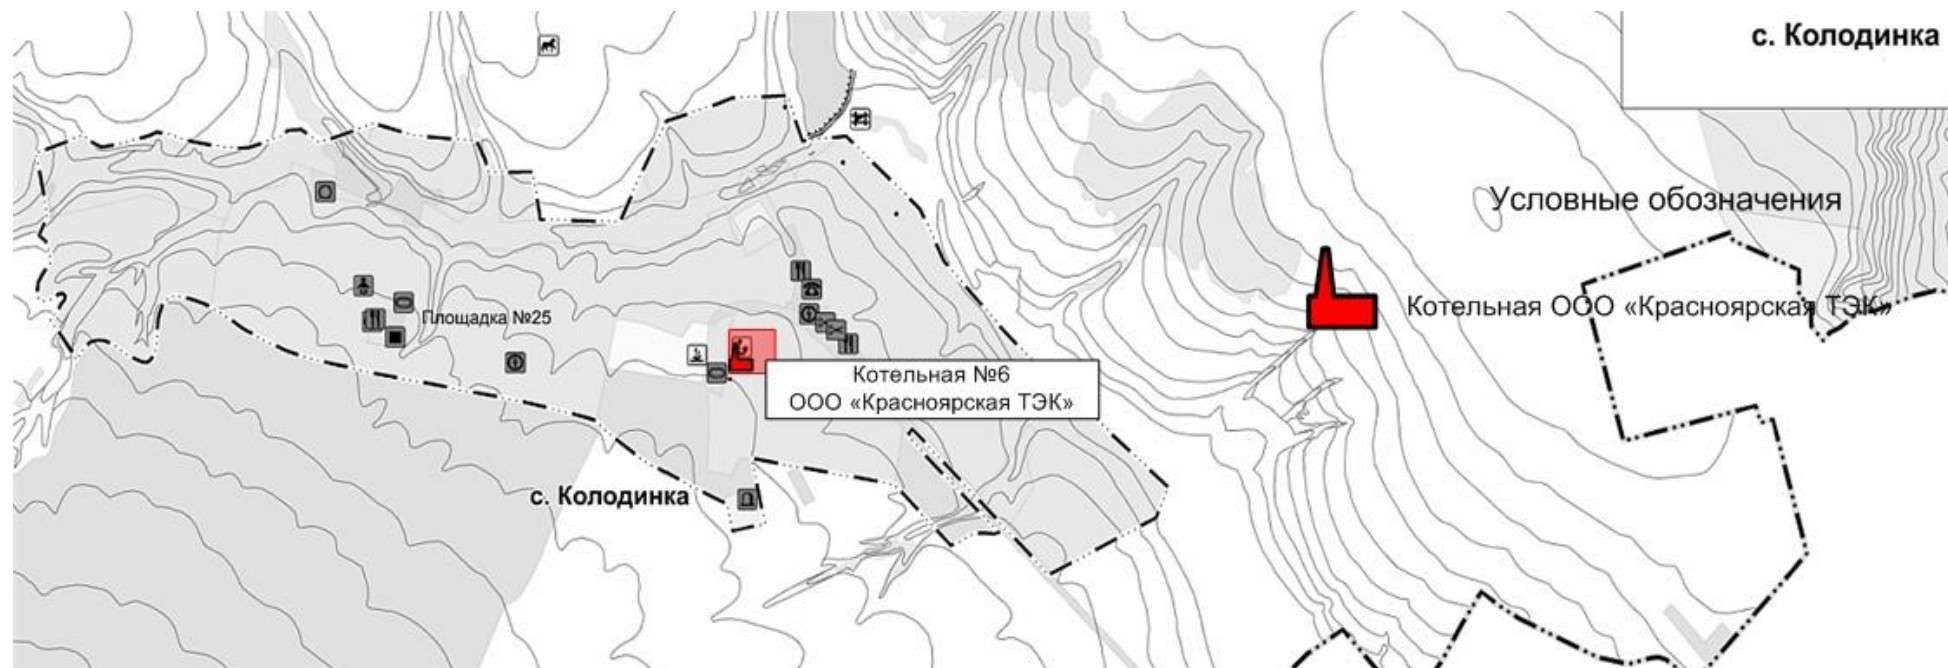 с. Колодинка
Условные обозначения
Котельная ООО «Красноярская ТЭК»
Площадка №25
Котельная №6
ООО «Красноярская ТЭК»
с. Колодинка